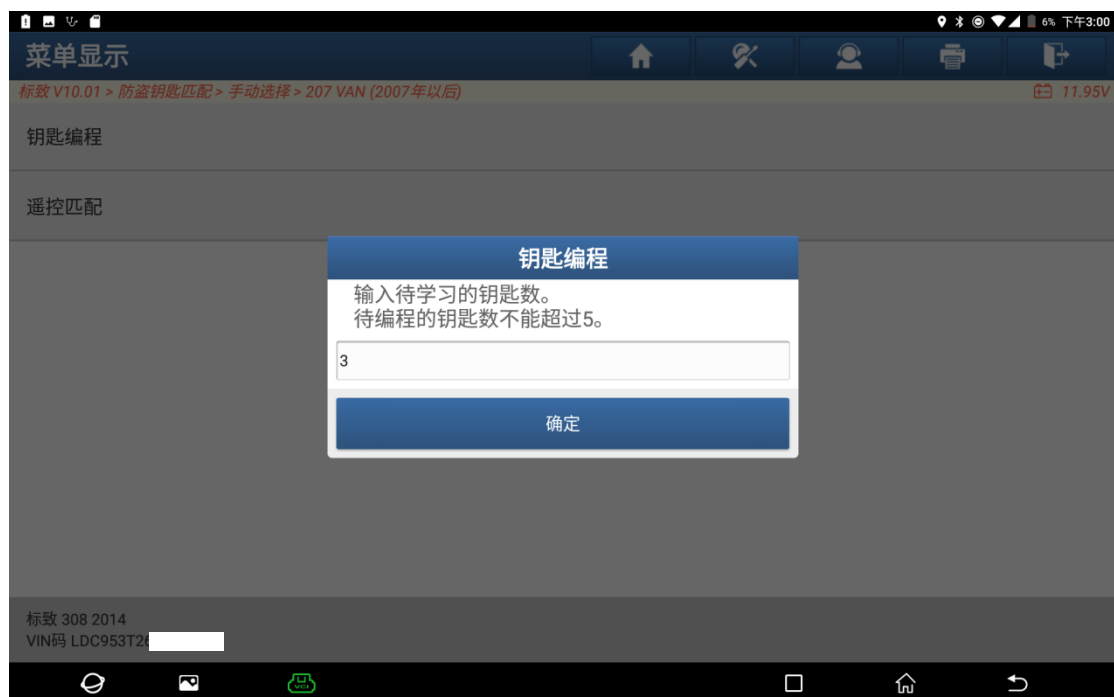 6% 下午3:00
菜单显示
标致 V10.01 > 防盗钥匙匹配 > 手动选择 > 207 VAN (2007年以后)
11.95V
钥匙编程
遥控匹配
钥匙编程
输入待学习的钥匙数。
待编程的钥匙数不能超过5。
3
确定
标致 308 2014
VIN码 LDC953T26
VCI